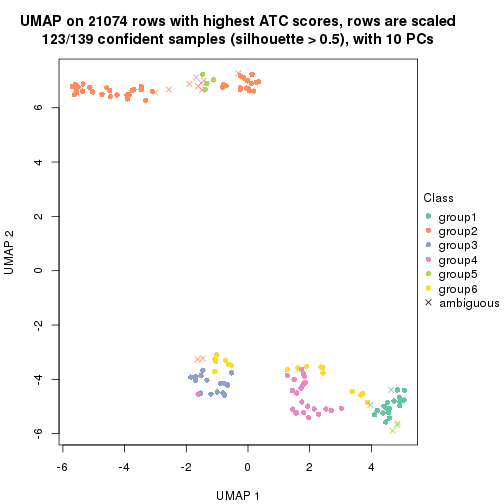 UMAP on 21074 rows with highest ATC scores, rows are scaled
123/139 confident samples (silhouette > 0.5), with 10 PCs
UMAP 2
6
4
2
0
-2
-4
-6
-6
-4
-2
0
2
4
UMAP 1
Class
group1
group2
group3
group4
group5
group6
ambiguous